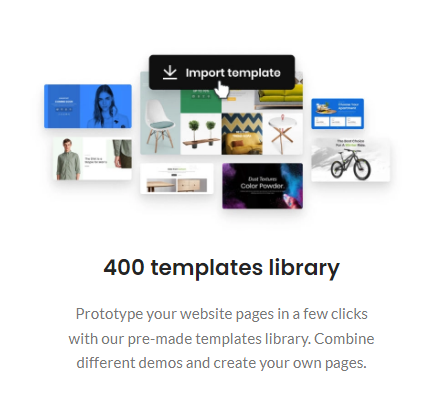 Import template
Dust Textures
Color Powder
400 templates library
Prototype your website pages in a few clicks
with our pre-made templates library. Combine
different demos and create your own pages.